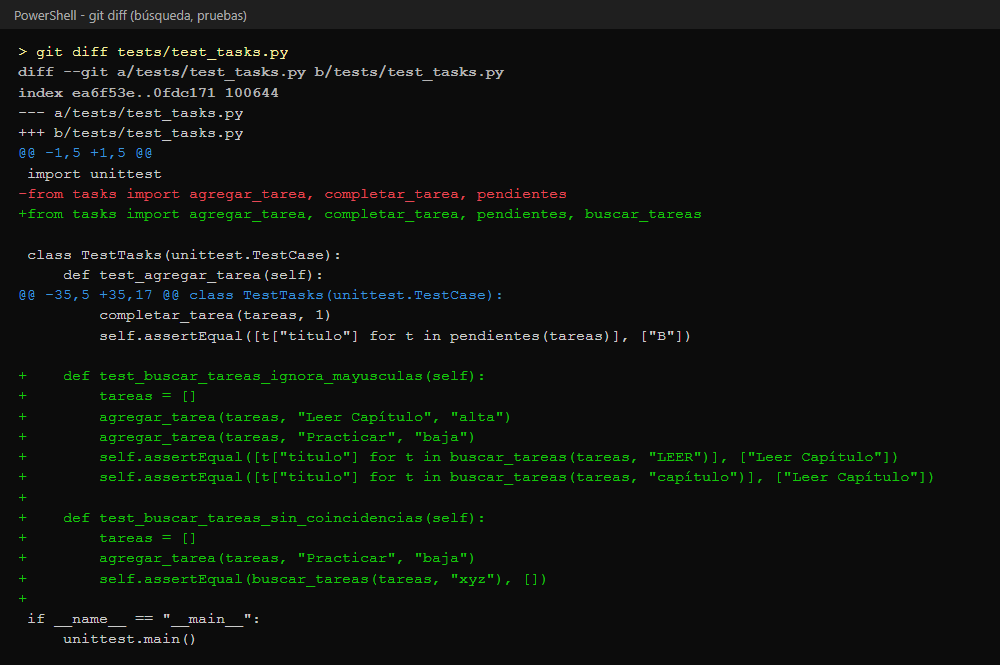 PowerShell - git diff (búsqueda, pruebas)
> git diff tests/test_tasks.py
diff --git a/tests/test_tasks.py b/tests/test_tasks.py
index ea6f53e..0fdc171 100644
--- a/tests/test_tasks.py
+++ b/tests/test_tasks.py
@@ -1,5 +1,5 @@
 import unittest
-from tasks import agregar_tarea, completar_tarea, pendientes
+from tasks import agregar_tarea, completar_tarea, pendientes, buscar_tareas

 class TestTasks(unittest.TestCase):
     def test_agregar_tarea(self):
@@ -35,5 +35,17 @@ class TestTasks(unittest.TestCase):
         completar_tarea(tareas, 1)
         self.assertEqual([t["titulo"] for t in pendientes(tareas)], ["B"])

+    def test_buscar_tareas_ignora_mayusculas(self):
+        tareas = []
+        agregar_tarea(tareas, "Leer Capítulo", "alta")
+        agregar_tarea(tareas, "Practicar", "baja")
+        self.assertEqual([t["titulo"] for t in buscar_tareas(tareas, "LEER")], ["Leer Capítulo"])
+        self.assertEqual([t["titulo"] for t in buscar_tareas(tareas, "capítulo")], ["Leer Capítulo"])
+
+    def test_buscar_tareas_sin_coincidencias(self):
+        tareas = []
+        agregar_tarea(tareas, "Practicar", "baja")
+        self.assertEqual(buscar_tareas(tareas, "xyz"), [])
+
 if __name__ == "__main__":
     unittest.main()